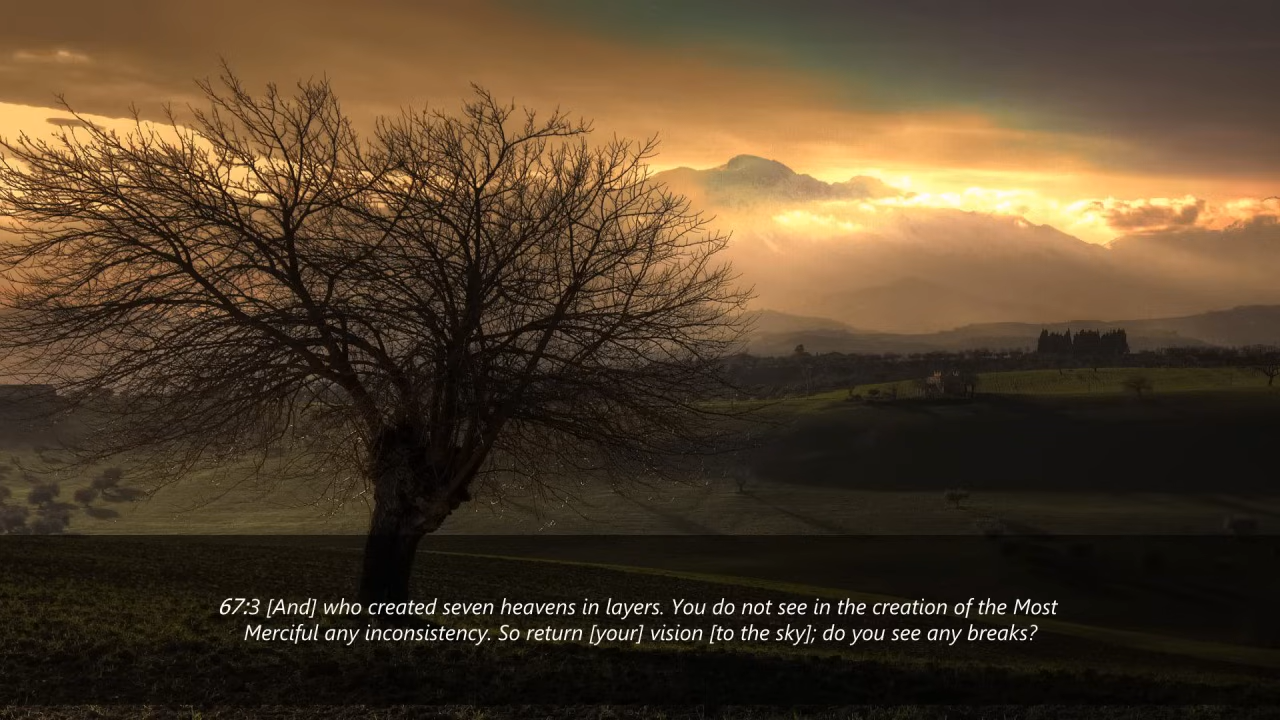 67:3 [And] who created seven heavens in layers. You do not see in the creation of the Most
Merciful any inconsistency. So return [your] vision [to the sky]; do you see any breaks?